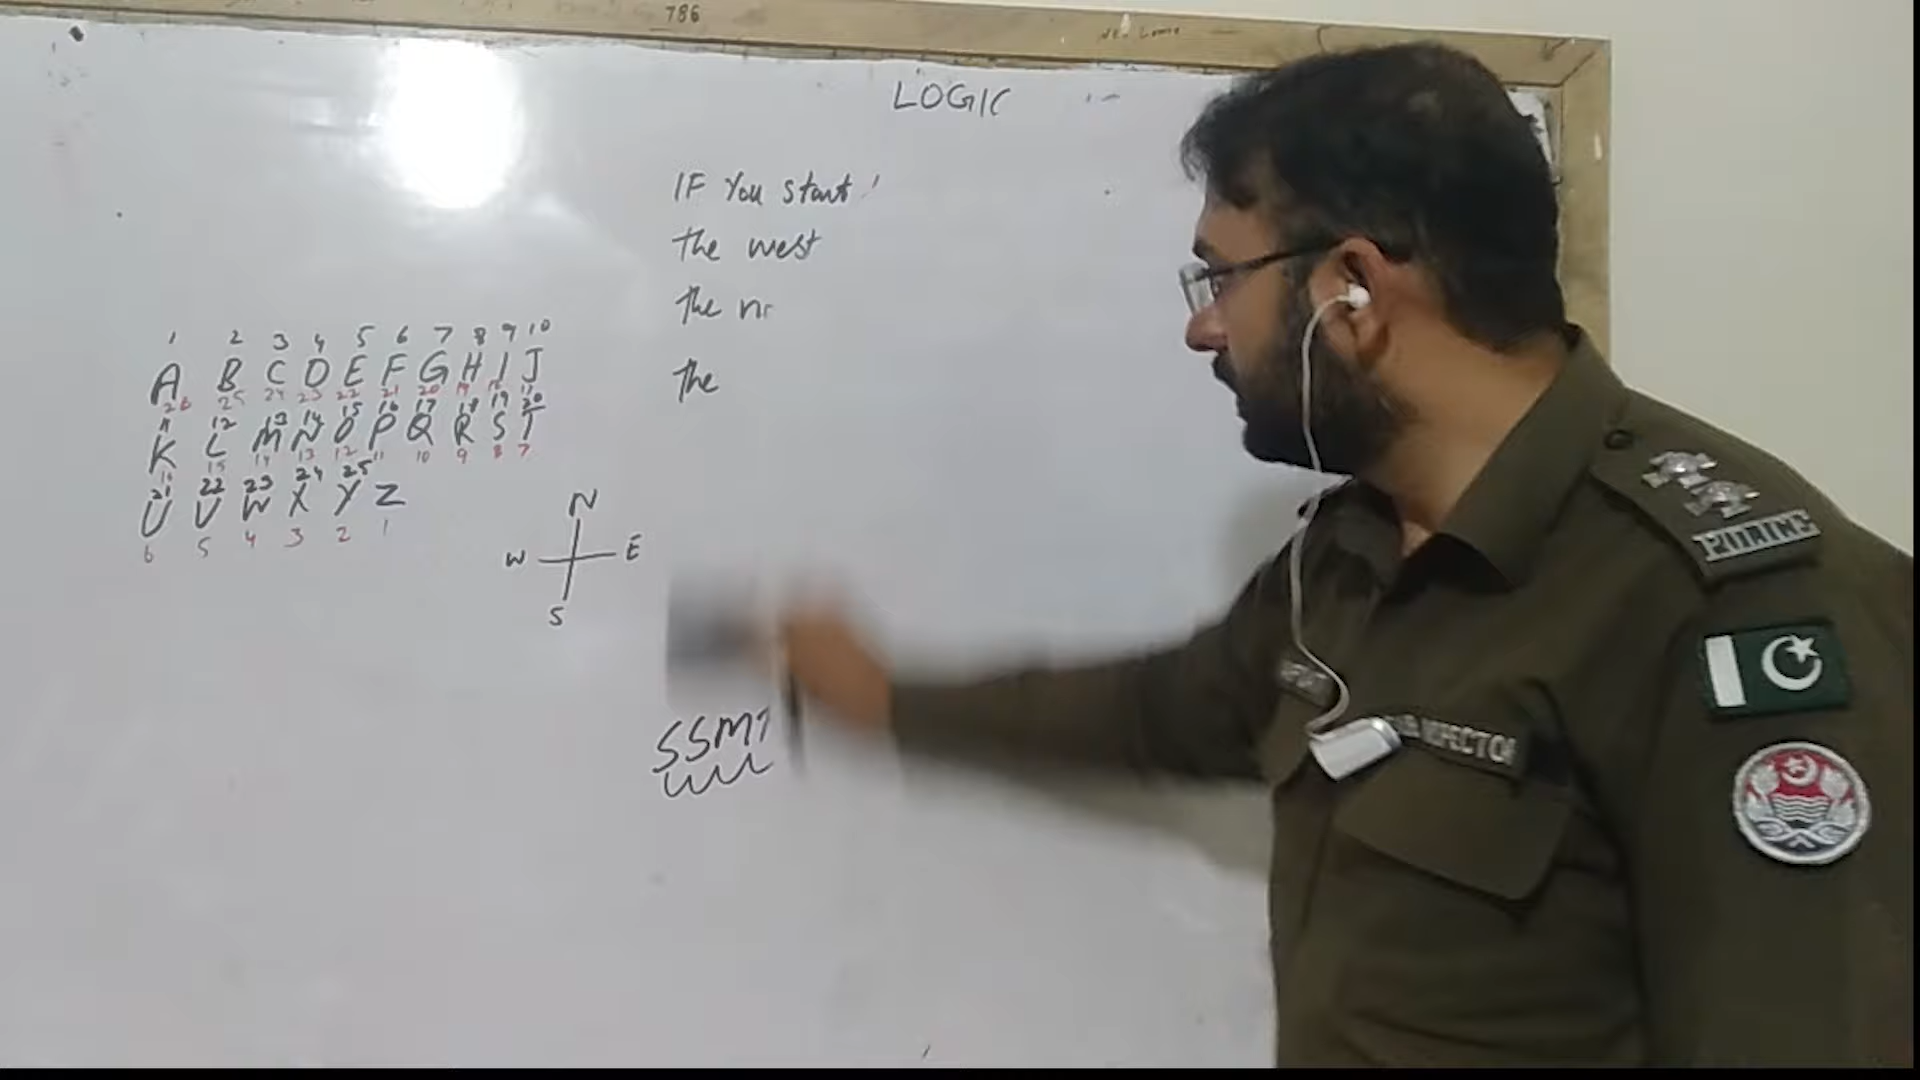 786
LOGIC
IF You start
the west
the
the
1 2 3 4 5 6 7 8 9 10
A B C D E F G H I J
26 25 24 23 22 21 20 19 18 17
11 12 13 14 15 16 17 18 19 20
K L M N O P Q R S T
16 15 14 13 12 11 10 9 8 7
21 22 23 24 25
U V W X Y Z
6 5 4 3 2 1
N
W E
S
SSMT